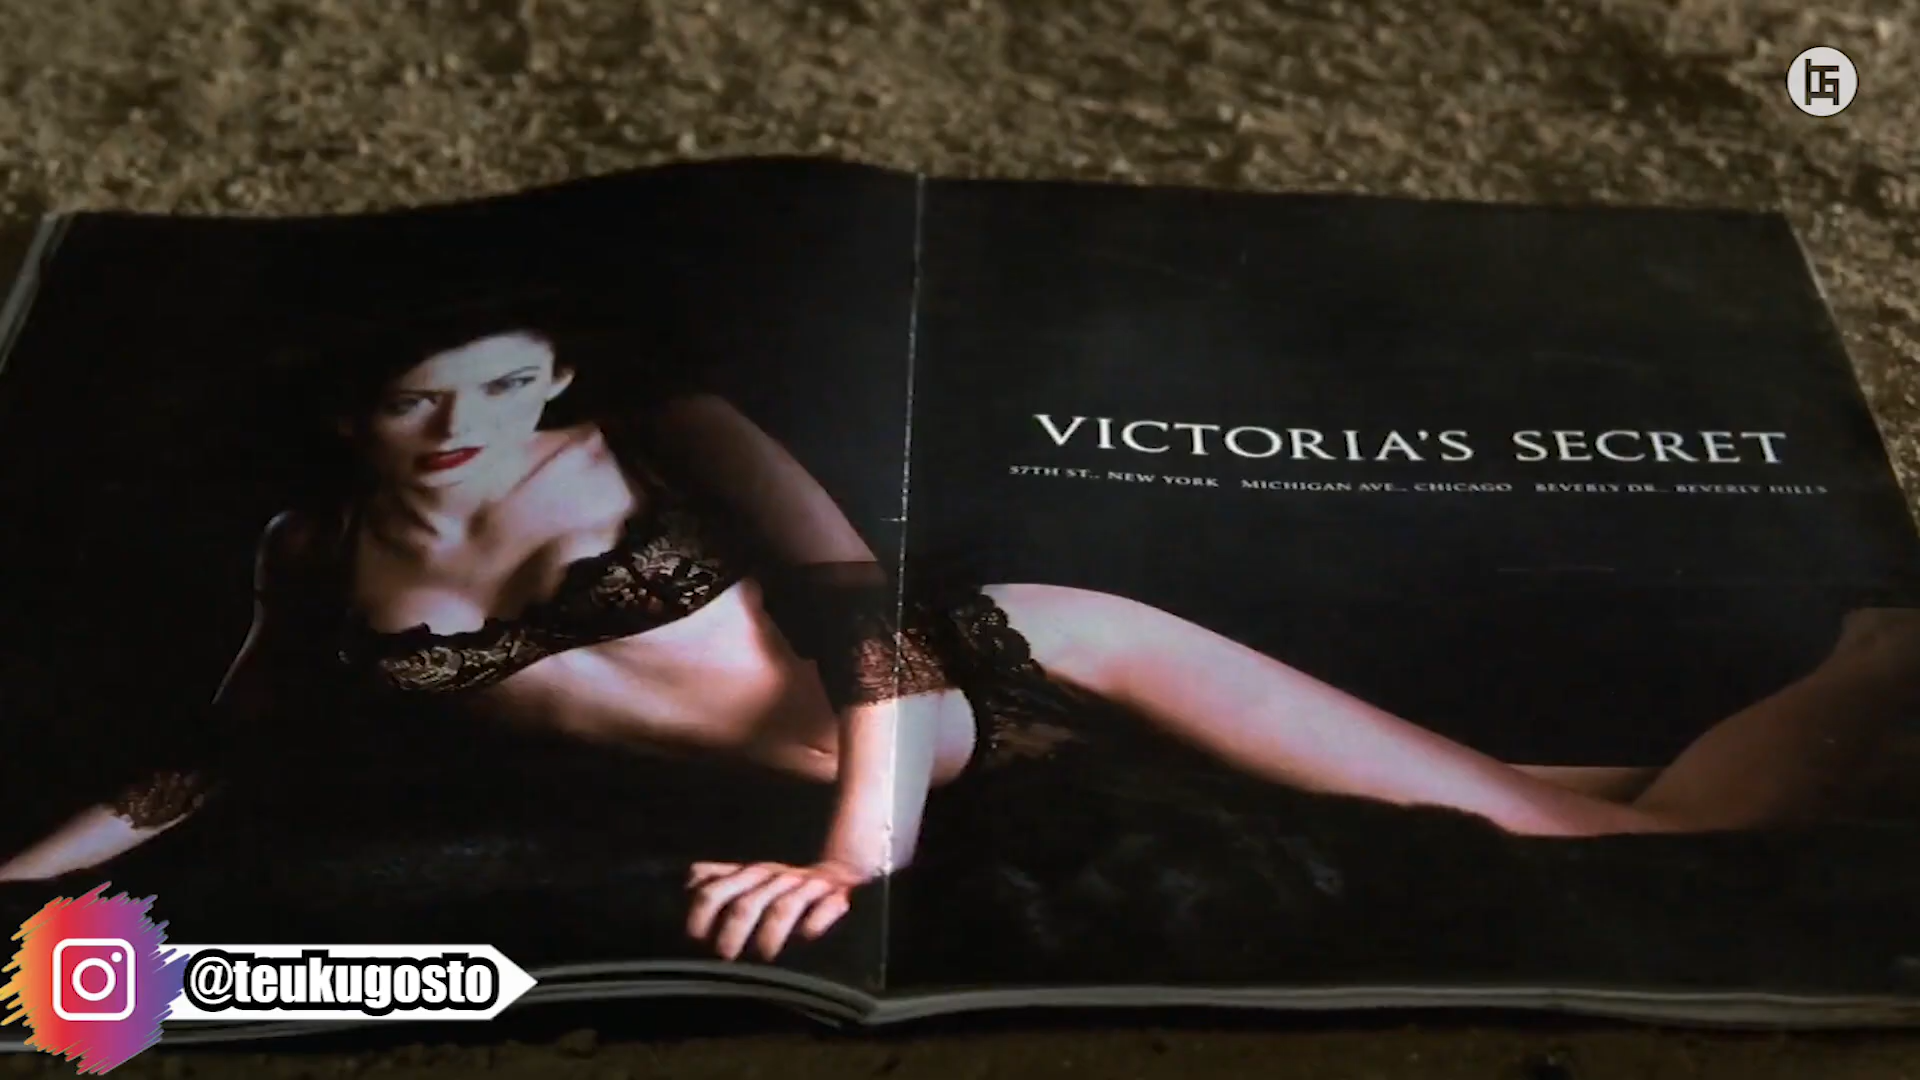 VICTORIA'S SECRET
57TH ST., NEW YORK MICHIGAN AVE., CHICAGO BEVERLY DR., BEVERLY HILLS
@teukugosto